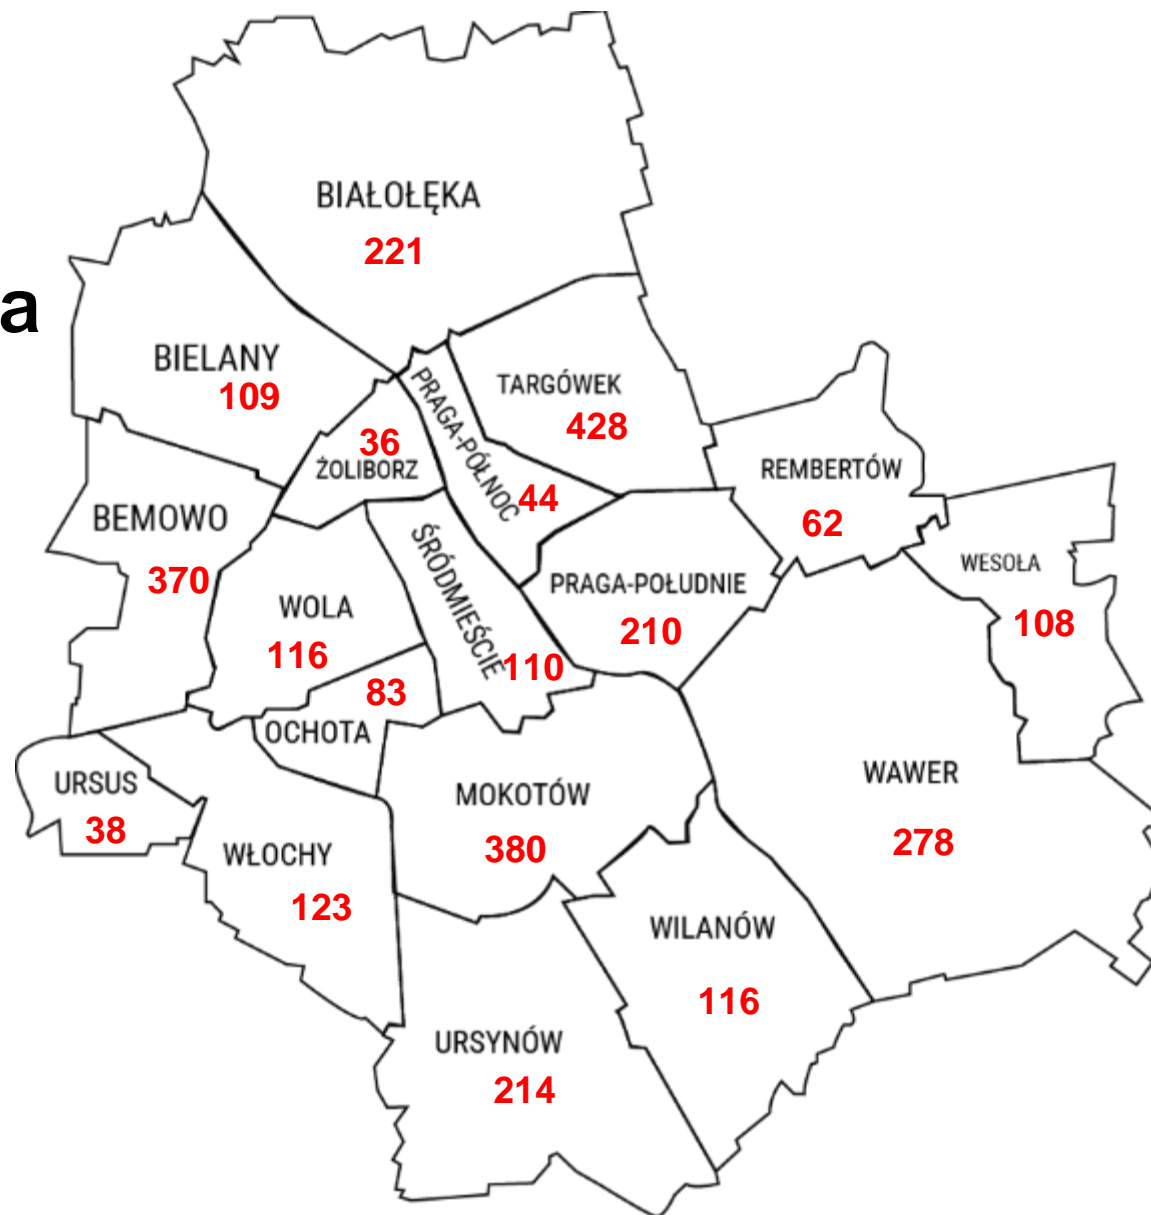 BIAŁOŁĘKA
221
a
BIELANY
109
TARGÓWEK
428
PRAGA-PÓŁNOC
44
36
ŻOLIBORZ
REMBERTÓW
62
BEMOWO
370
WESOŁA
108
ŚRÓDMIEŚCIE
110
PRAGA-POŁUDNIE
210
WOLA
116
83
OCHOTA
URSUS
38
MOKOTÓW
380
WAWER
278
WŁOCHY
123
WILANÓW
116
URSYNÓW
214